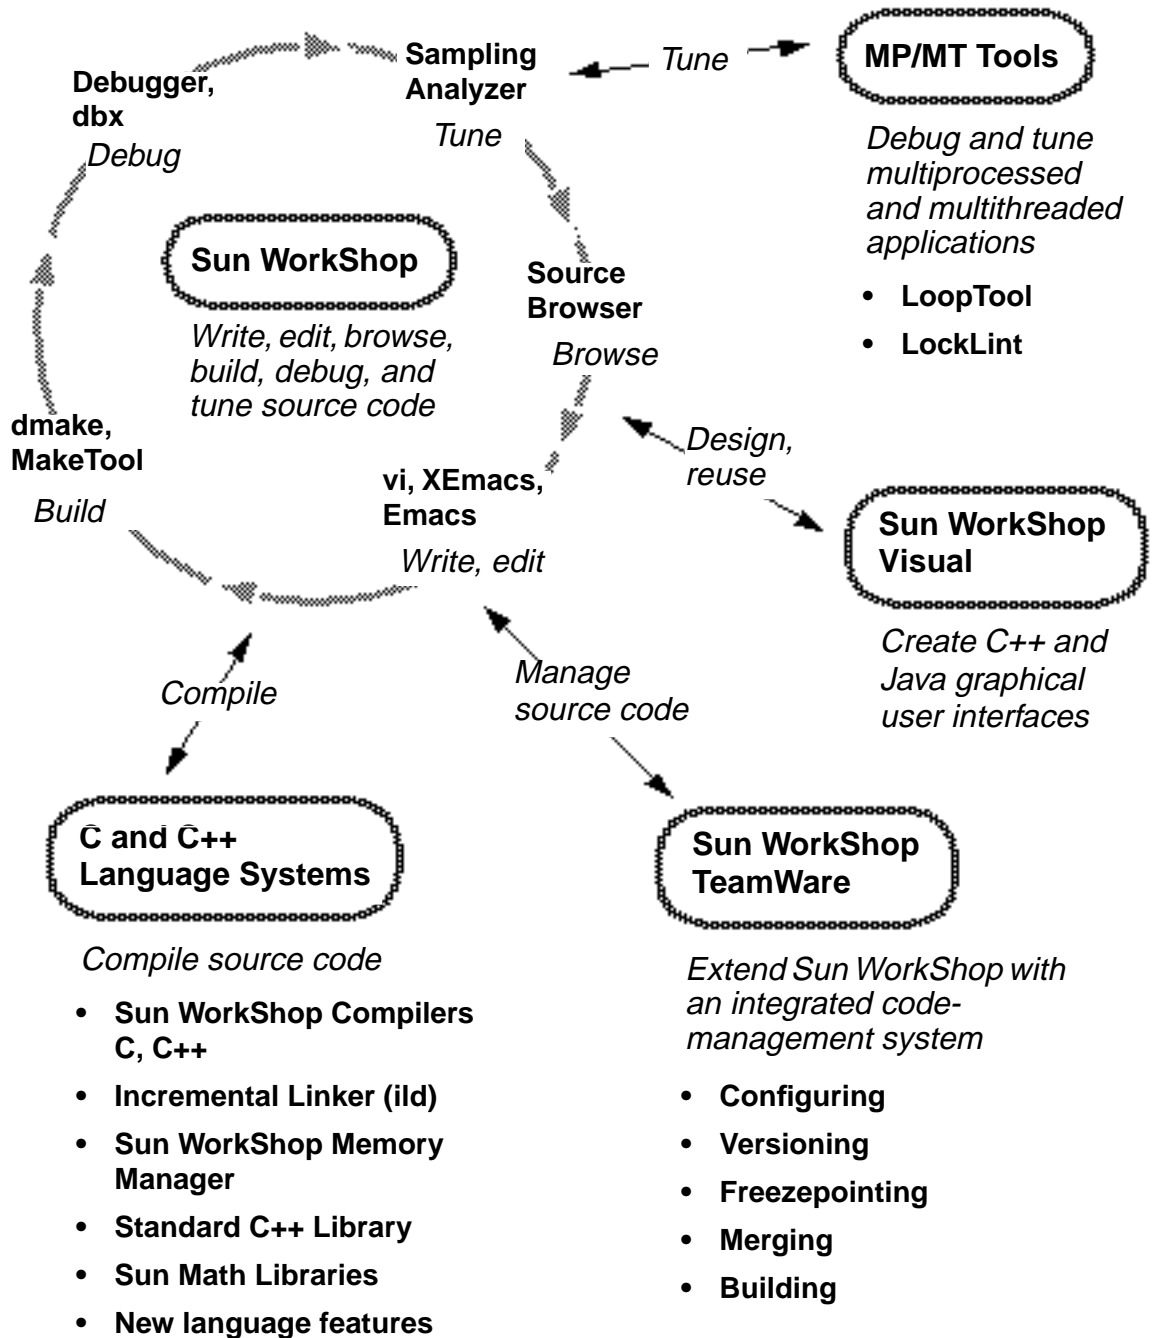 Sampling
Analyzer
Tune
Tune
MP/MT Tools
Debug and tune
multiprocessed
and multithreaded
applications
• LoopTool
• LockLint
Debugger,
dbx
Debug
Sun WorkShop
Write, edit, browse,
build, debug, and
tune source code
Source
Browser
Browse
dmake,
MakeTool
Build
vi, XEmacs,
Emacs
Write, edit
Design,
reuse
Sun WorkShop
Visual
Create C++ and
Java graphical
user interfaces
Compile
Manage
source code
C and C++
Language Systems
Compile source code
• Sun WorkShop Compilers
C, C++
• Incremental Linker (ild)
• Sun WorkShop Memory
Manager
• Standard C++ Library
• Sun Math Libraries
• New language features
Sun WorkShop
TeamWare
Extend Sun WorkShop with
an integrated code-
management system
• Configuring
• Versioning
• Freezepointing
• Merging
• Building